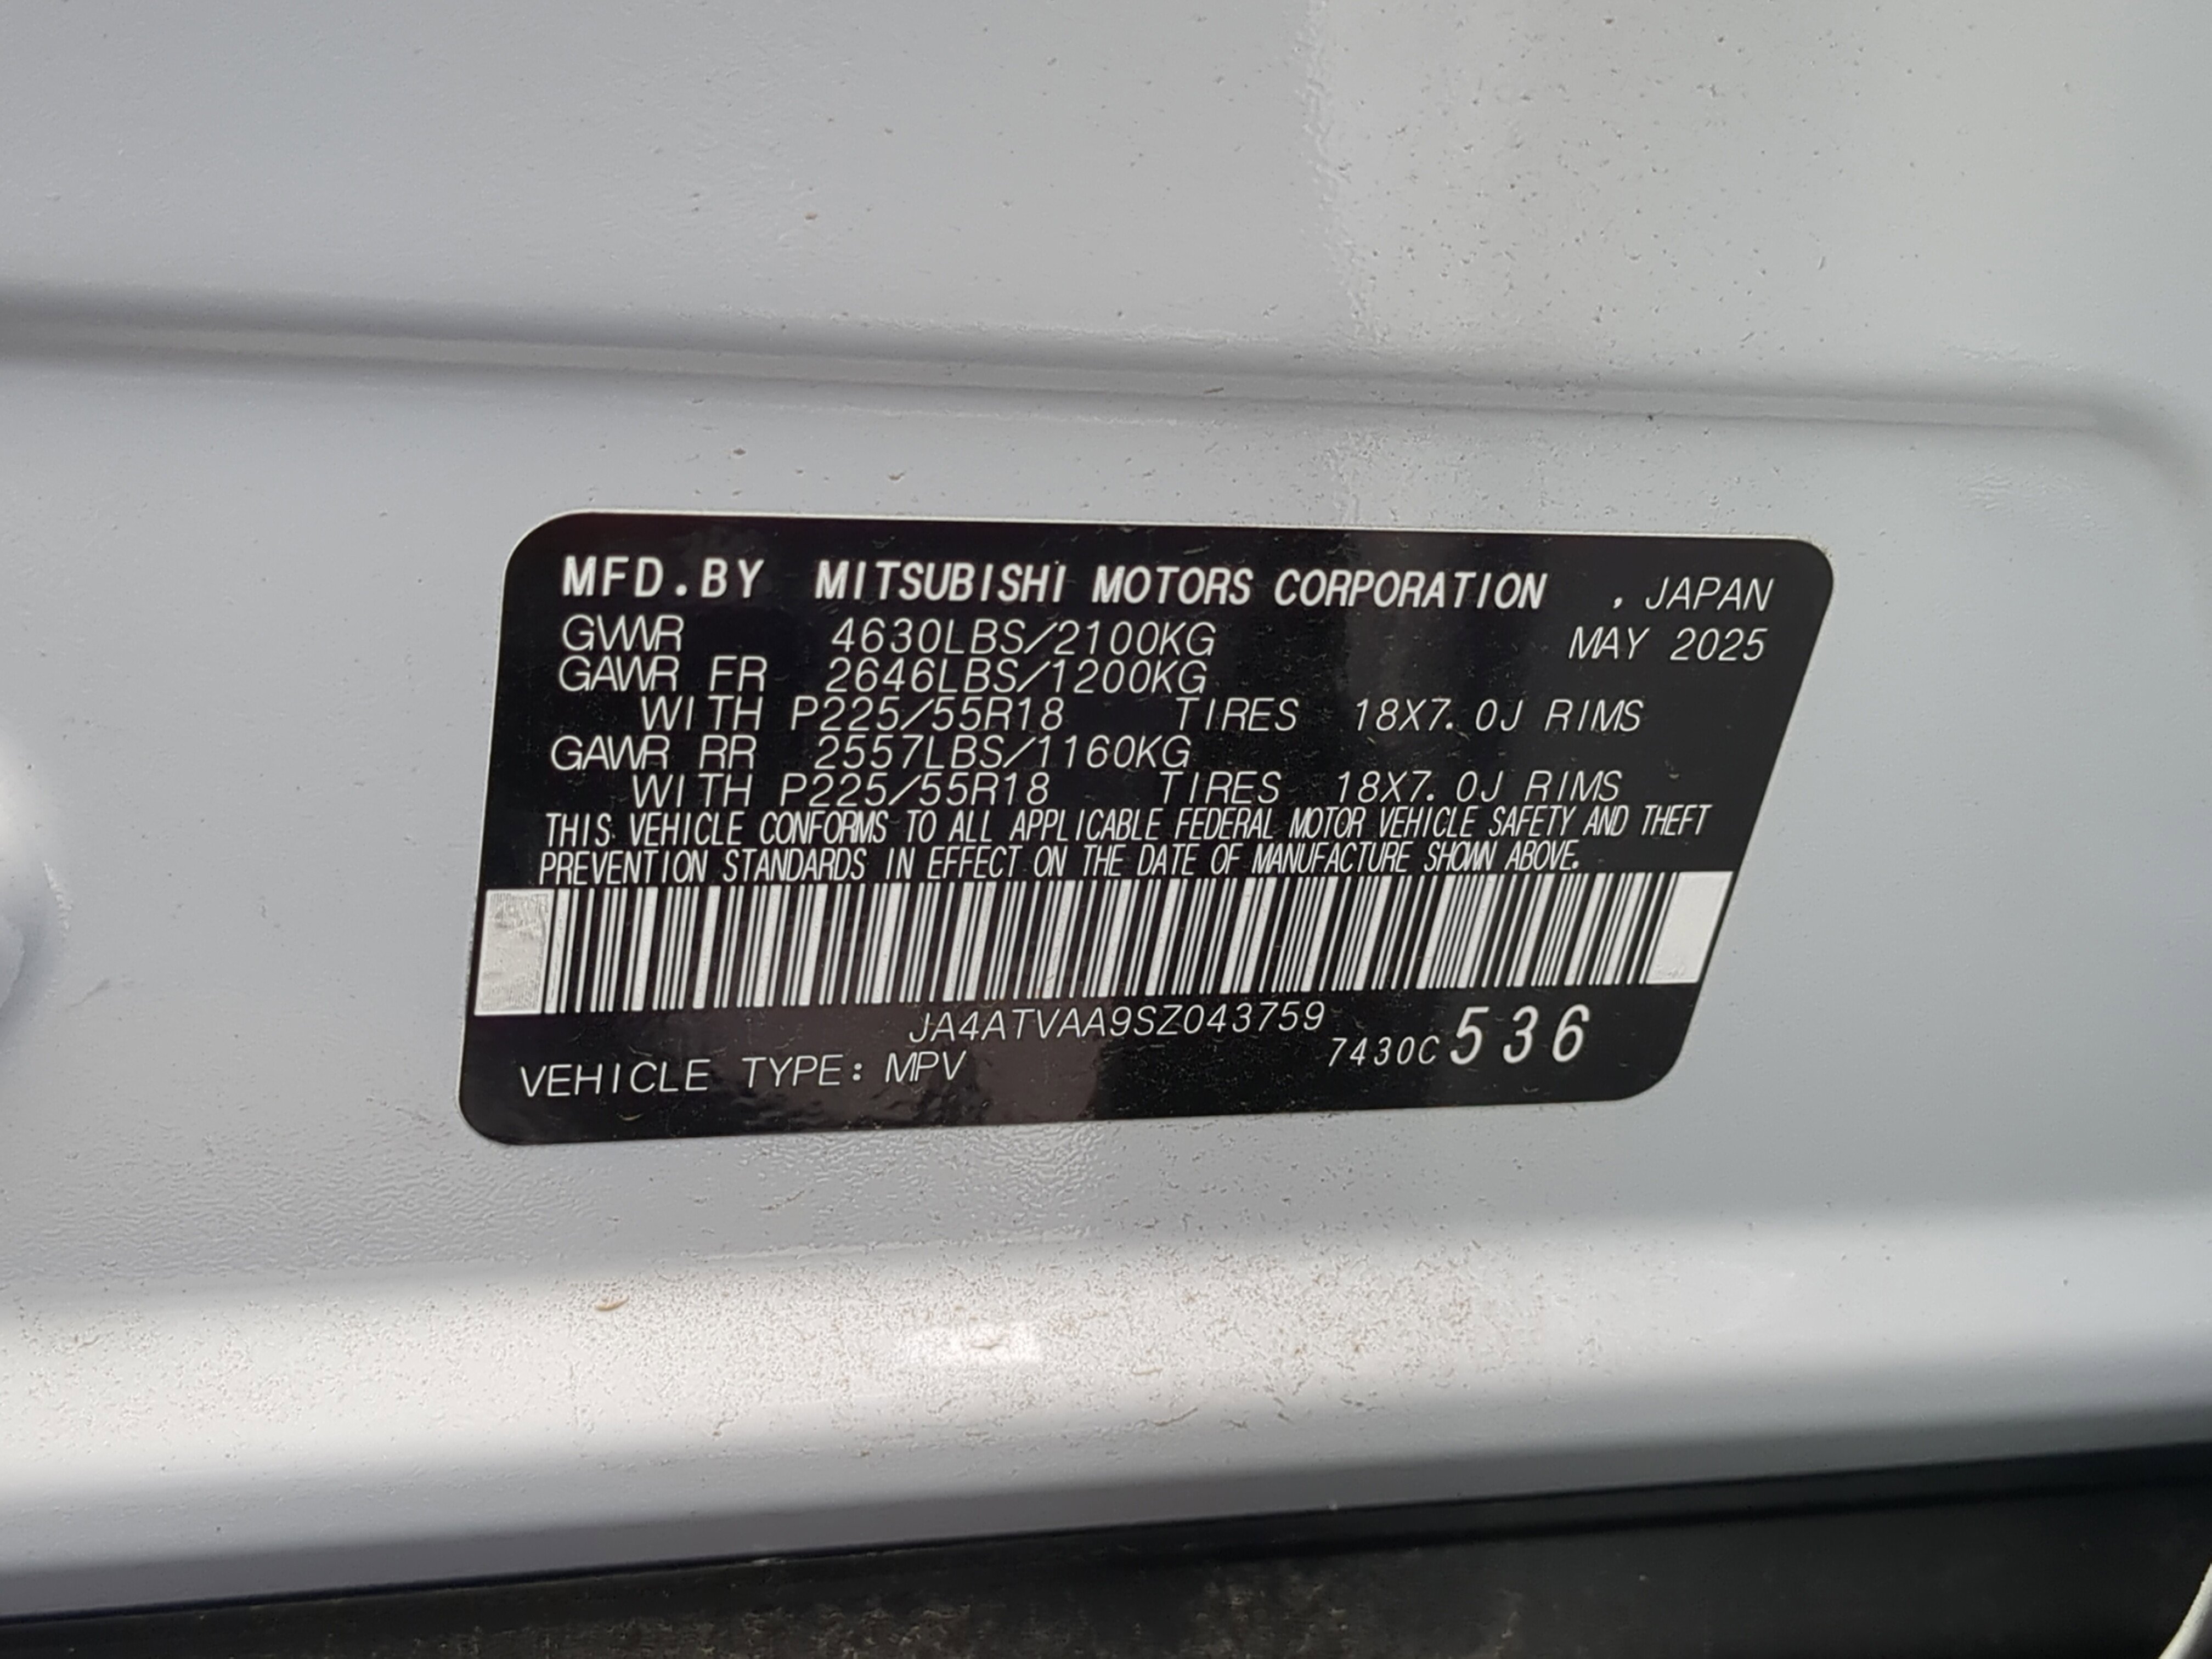 MFD.BY MITSUBISHI MOTORS CORPORATION , JAPAN
GVWR 4630LBS/2100KG MAY 2025
GAWR FR 2646LBS/1200KG
WITH P225/55R18 TIRES 18X7.0J RIMS
GAWR RR 2557LBS/1160KG
WITH P225/55R18 TIRES 18X7.0J RIMS
THIS VEHICLE CONFORMS TO ALL APPLICABLE FEDERAL MOTOR VEHICLE SAFETY AND THEFT
PREVENTION STANDARDS IN EFFECT ON THE DATE OF MANUFACTURE SHOWN ABOVE.
JA4ATVAA9SZ043759
VEHICLE TYPE: MPV 7430C 536